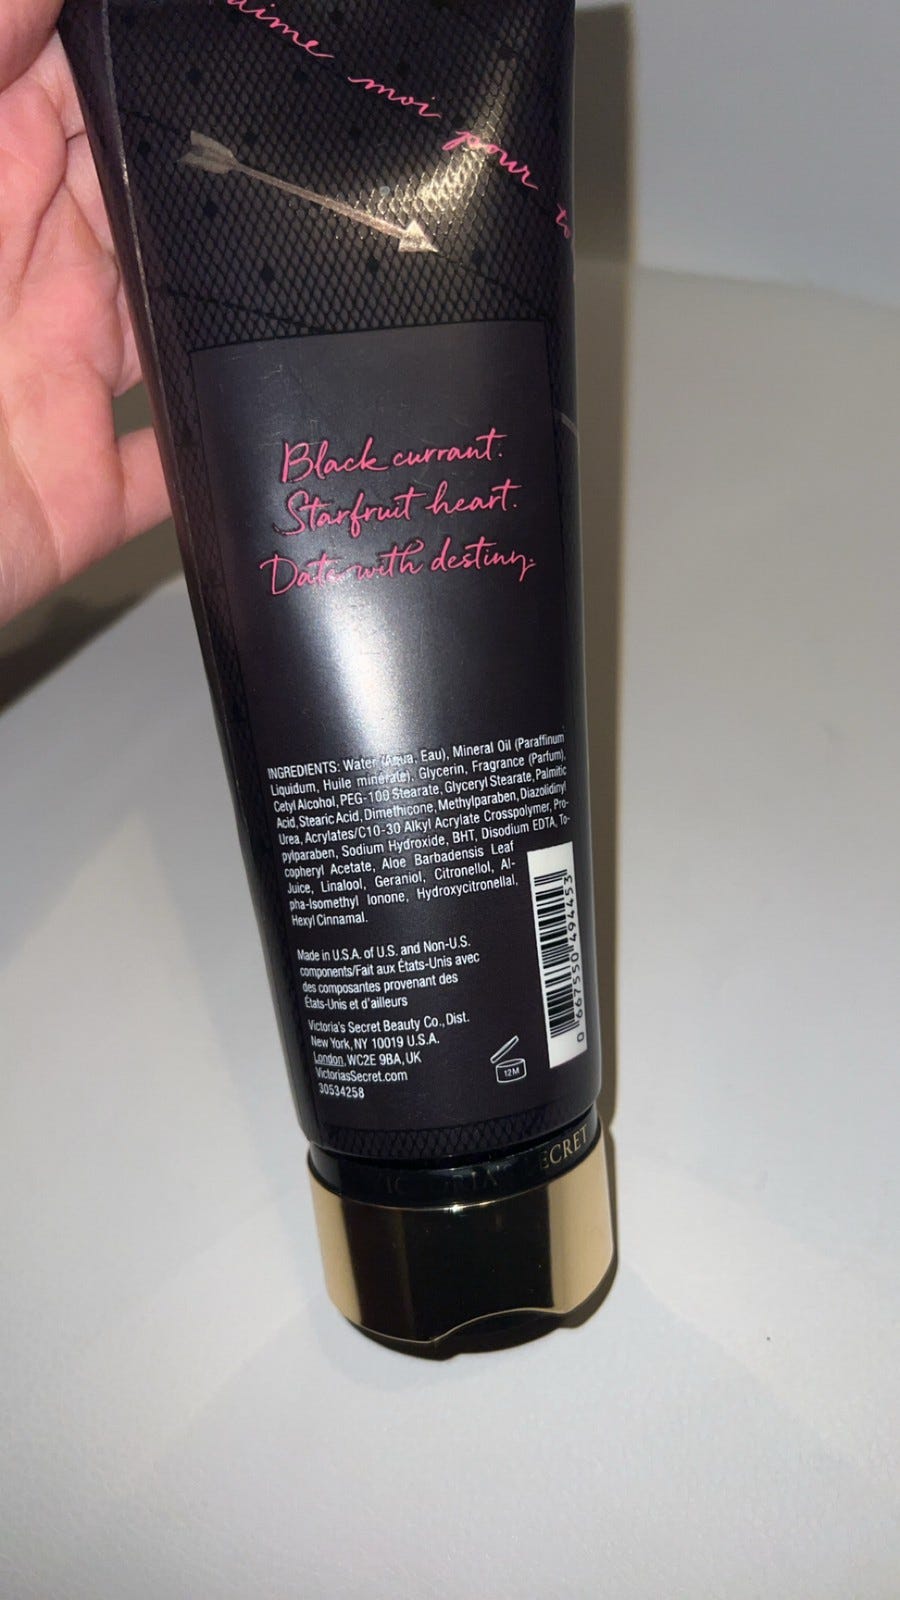 aime moi pour to
Black currant.
Starfruit heart.
Date with destiny.
INGREDIENTS: Water (Aqua, Eau), Mineral Oil (Paraffinum
Liquidum, Huile minérale), Glycerin, Fragrance (Parfum),
Cetyl Alcohol, PEG-100 Stearate, Glyceryl Stearate, Palmitic
Acid, Stearic Acid, Dimethicone, Methylparaben, Diazolidinyl
Urea, Acrylates/C10-30 Alkyl Acrylate Crosspolymer, Pro-
pylparaben, Sodium Hydroxide, BHT, Disodium EDTA, To-
copheryl Acetate, Aloe Barbadensis Leaf
Juice, Linalool, Geraniol, Citronellol, Al-
pha-Isomethyl Ionone, Hydroxycitronellal,
Hexyl Cinnamal.
Made in U.S.A. of U.S. and Non-U.S.
components/Fait aux États-Unis avec
des composantes provenant des
États-Unis et d'ailleurs
Victoria's Secret Beauty Co., Dist.
New York, NY 10019 U.S.A.
London, WC2E 9BA, UK
VictoriasSecret.com
30534258
12M
0 667550 494453
VICTORIA'S SECRET